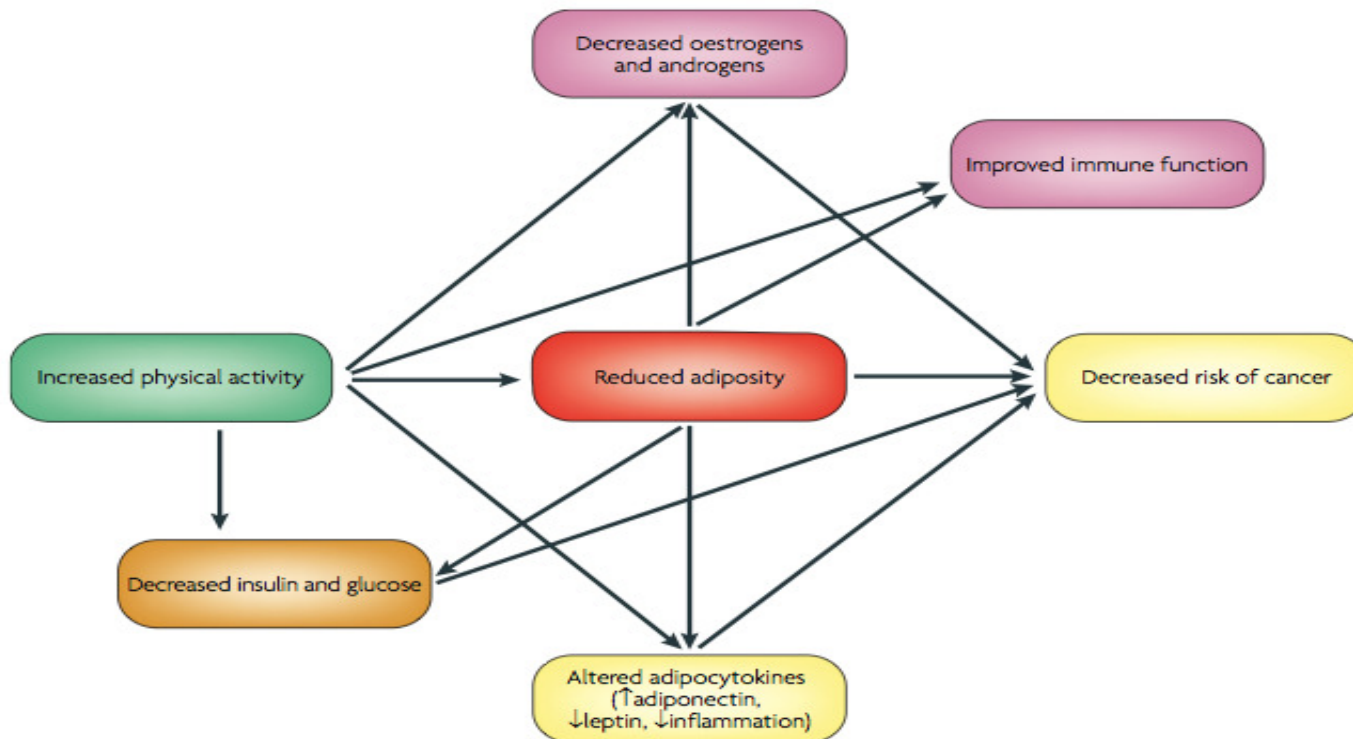 Decreased oestrogens
and androgens
Improved immune function
Increased physical activity
Reduced adiposity
Decreased risk of cancer
Decreased insulin and glucose
Altered adipocytokines
(↑adiponectin,
↓leptin, ↓inflammation)